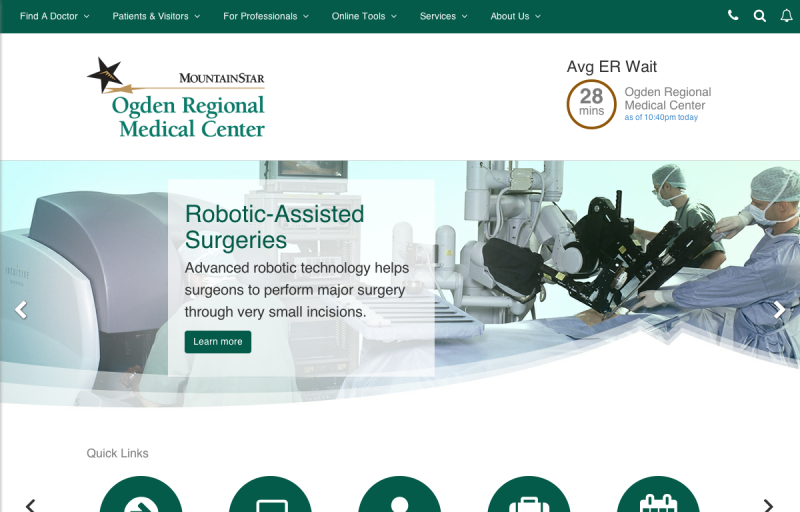 Find A Doctor
Patients & Visitors
For Professionals
Online Tools
Services
About Us
MOUNTAINSTAR
Ogden Regional
Medical Center
Avg ER Wait
28
mins
Ogden Regional
Medical Center
as of 10:40pm today
Robotic-Assisted
Surgeries
Advanced robotic technology helps
surgeons to perform major surgery
through very small incisions.
Learn more
Quick Links